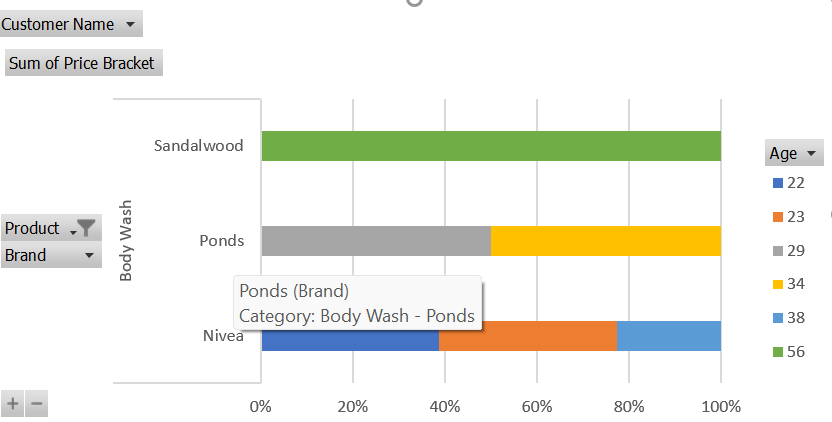 Customer Name
Sum of Price Bracket
Sandalwood
Age
22
23
Product
Ponds
29
Brand
Body Wash
34
Ponds (Brand)
Category: Body Wash - Ponds
38
Nivea
56
+ −
0% 20% 40% 60% 80% 100%